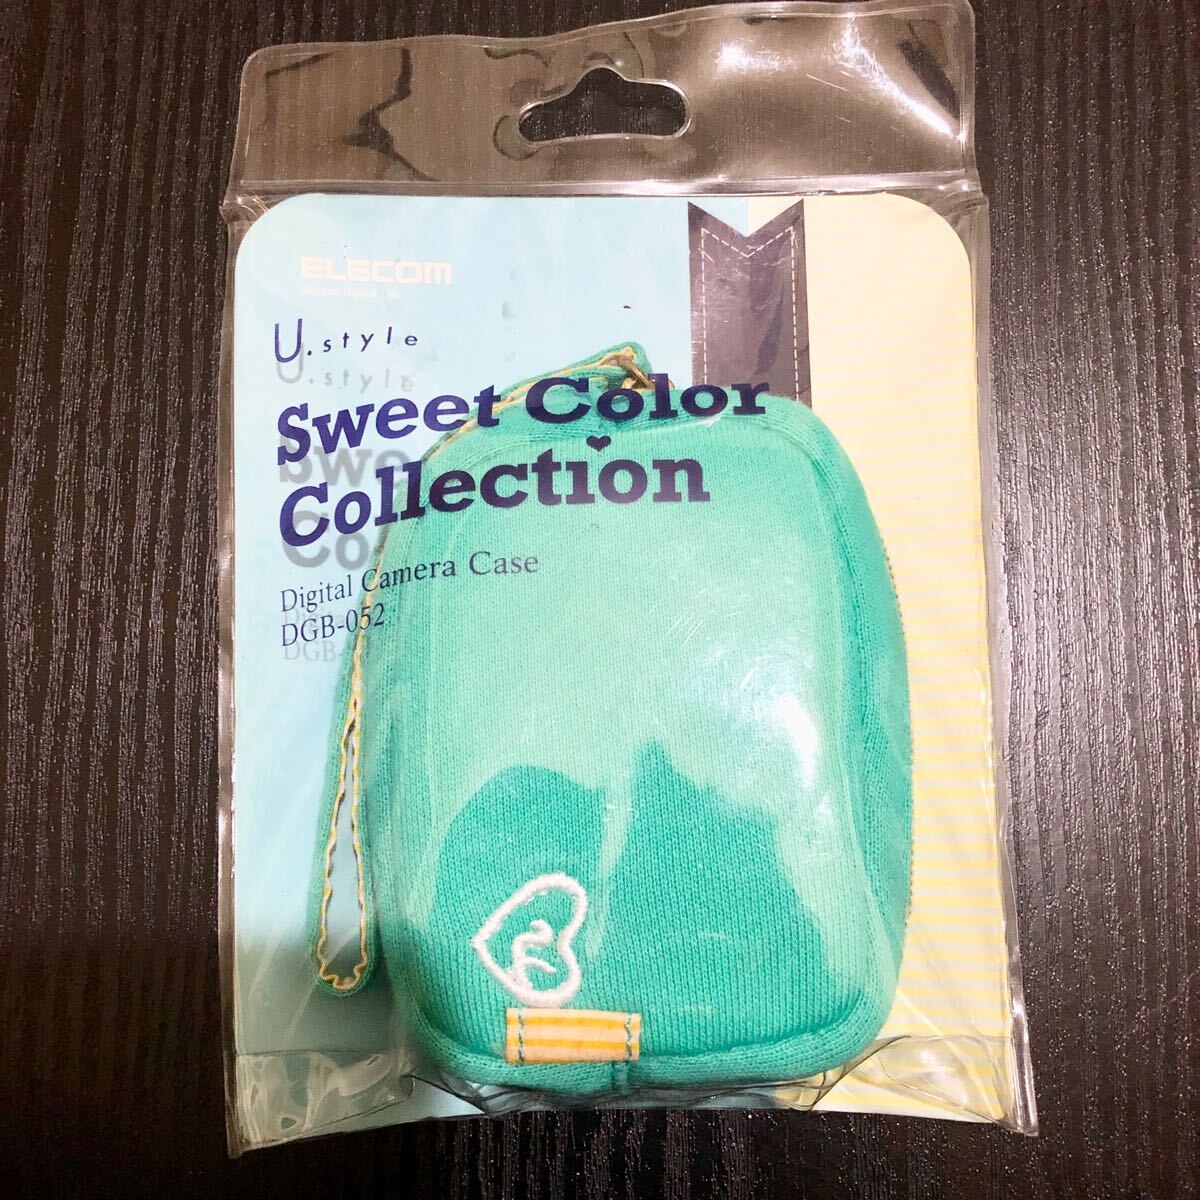 ELECOM
U.style
Sweet Color
Collection
Digital Camera Case
DGB-052